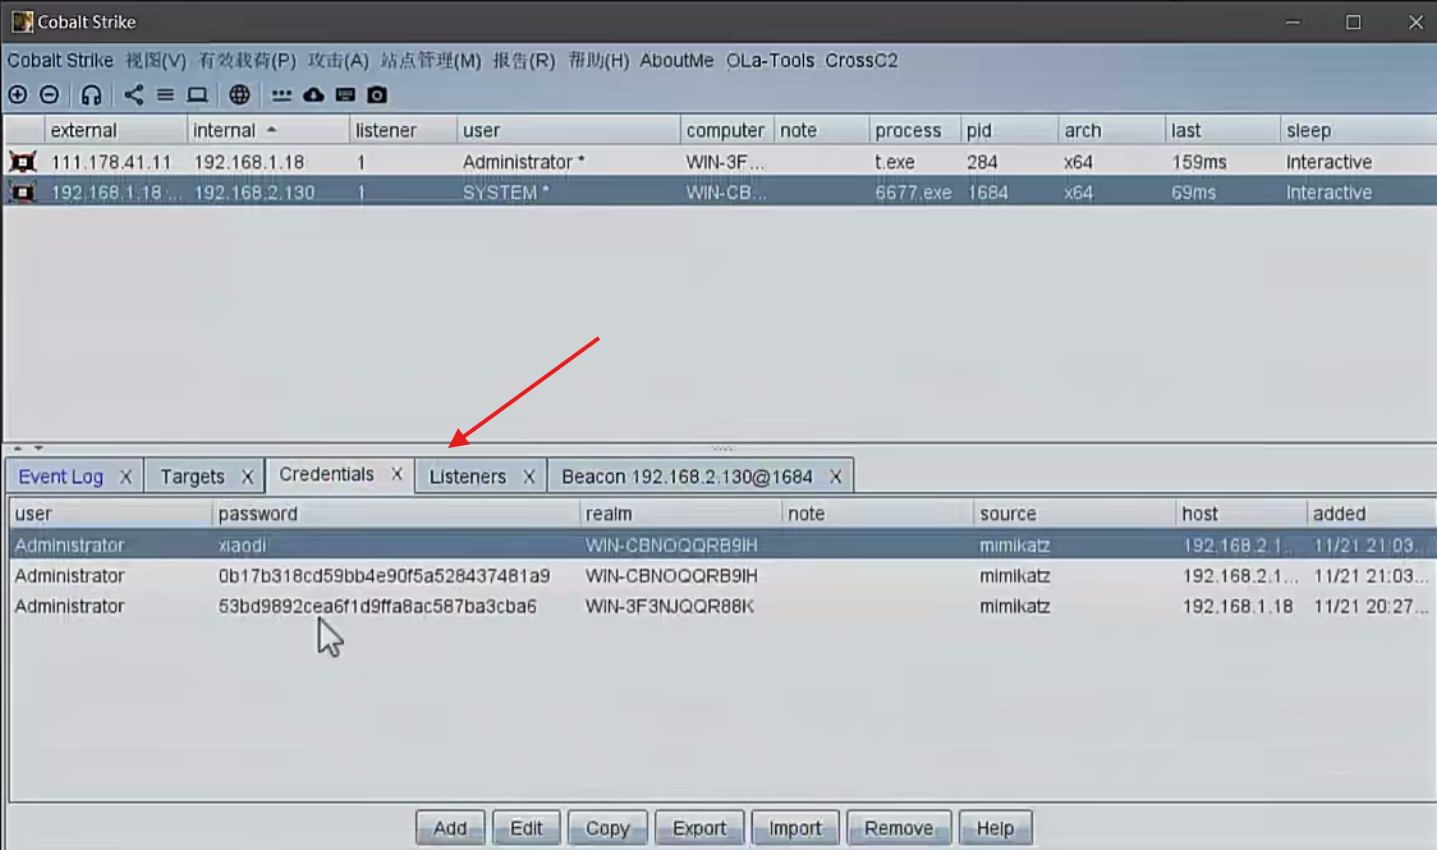 Cobalt Strike
Cobalt Strike 视图(V) 有效载荷(P) 攻击(A) 站点管理(M) 报告(R) 帮助(H) AboutMe OLa-Tools CrossC2
external internal listener user computer note process pid arch last sleep
111.178.41.11 192.168.1.18 1 Administrator * WIN-3F... t.exe 284 x64 159ms Interactive
192.168.1.18 ... 192.168.2.130 1 SYSTEM * WIN-CB... 6677.exe 1684 x64 69ms Interactive
Event Log X Targets X Credentials X Listeners X Beacon 192.168.2.130@1684 X
user password realm note source host added
Administrator xiaodi WIN-CBNOQQRB9IH mimikatz 192.168.2.1... 11/21 21:03...
Administrator 0b17b318cd59bb4e90f5a528437481a9 WIN-CBNOQQRB9IH mimikatz 192.168.2.1... 11/21 21:03...
Administrator 53bd9892cea6f1d9ffa8ac587ba3cba6 WIN-3F3NJQQR88K mimikatz 192.168.1.18 11/21 20:27...
Add Edit Copy Export Import Remove Help